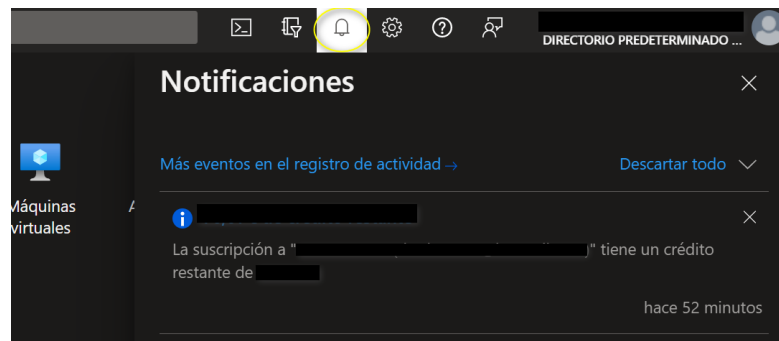 DIRECTORIO PREDETERMINADO ...
Notificaciones
Más eventos en el registro de actividad →
Descartar todo
Máquinas
virtuales
La suscripción a " " tiene un crédito
restante de
hace 52 minutos